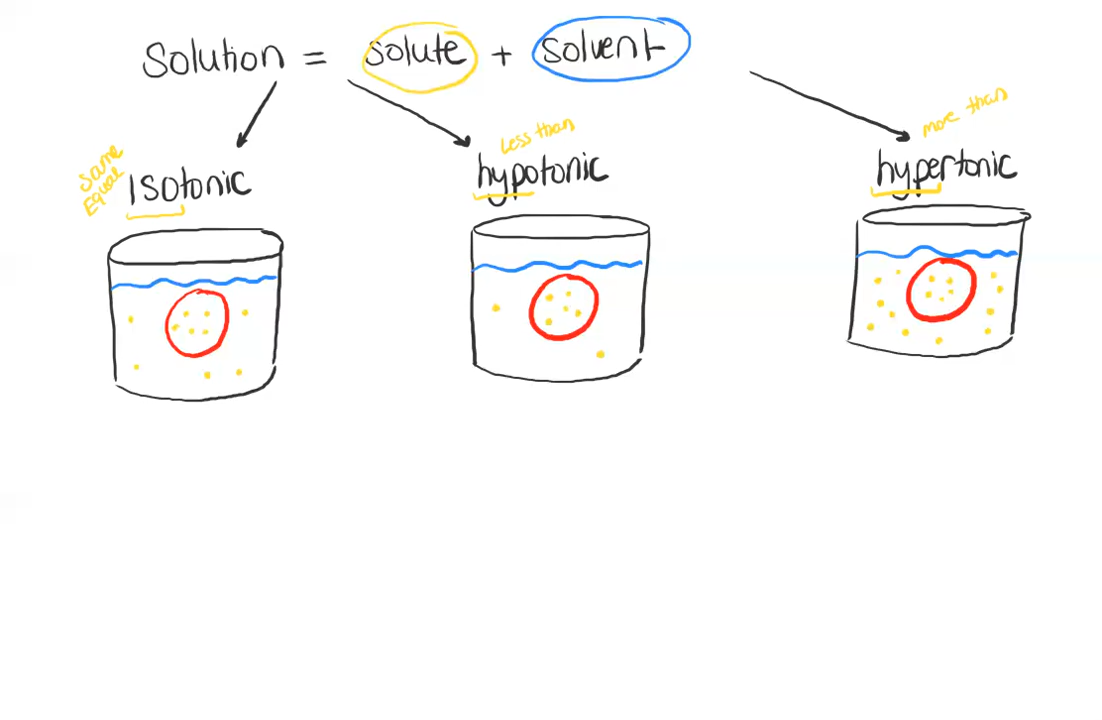 Solution = solute + solvent
Same
Equal
Isotonic
Less than
hypotonic
more than
hypertonic